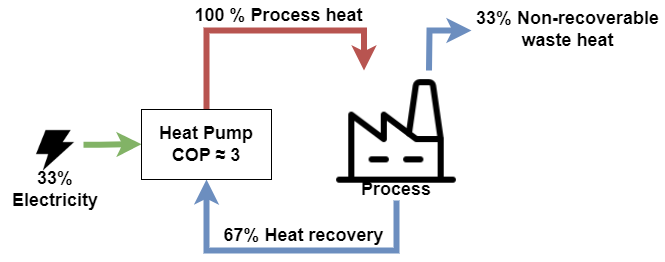 100 % Process heat
33% Non-recoverable
waste heat
Heat Pump
COP ≈ 3
33%
Electricity
Process
67% Heat recovery